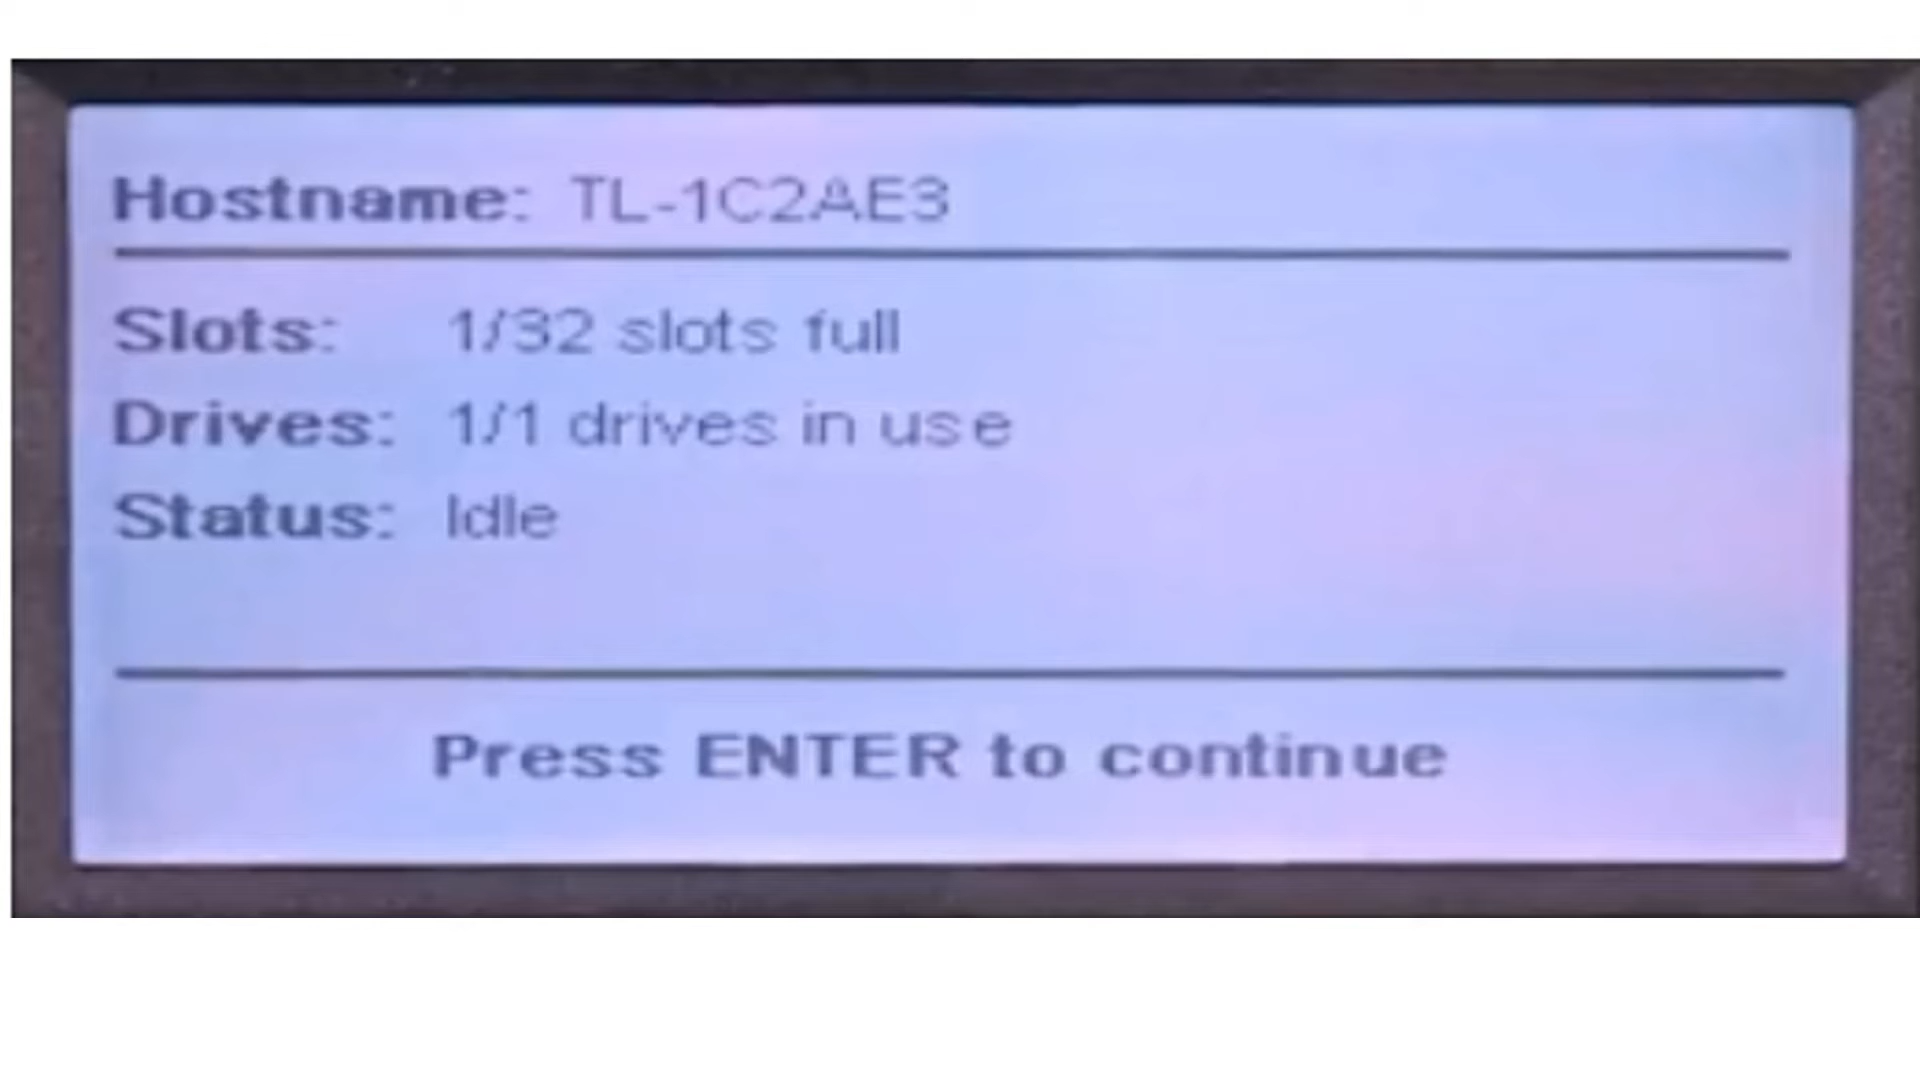 Hostname: TL-1C2AE3
Slots: 1/32 slots full
Drives: 1/1 drives in use
Status: Idle
Press ENTER to continue